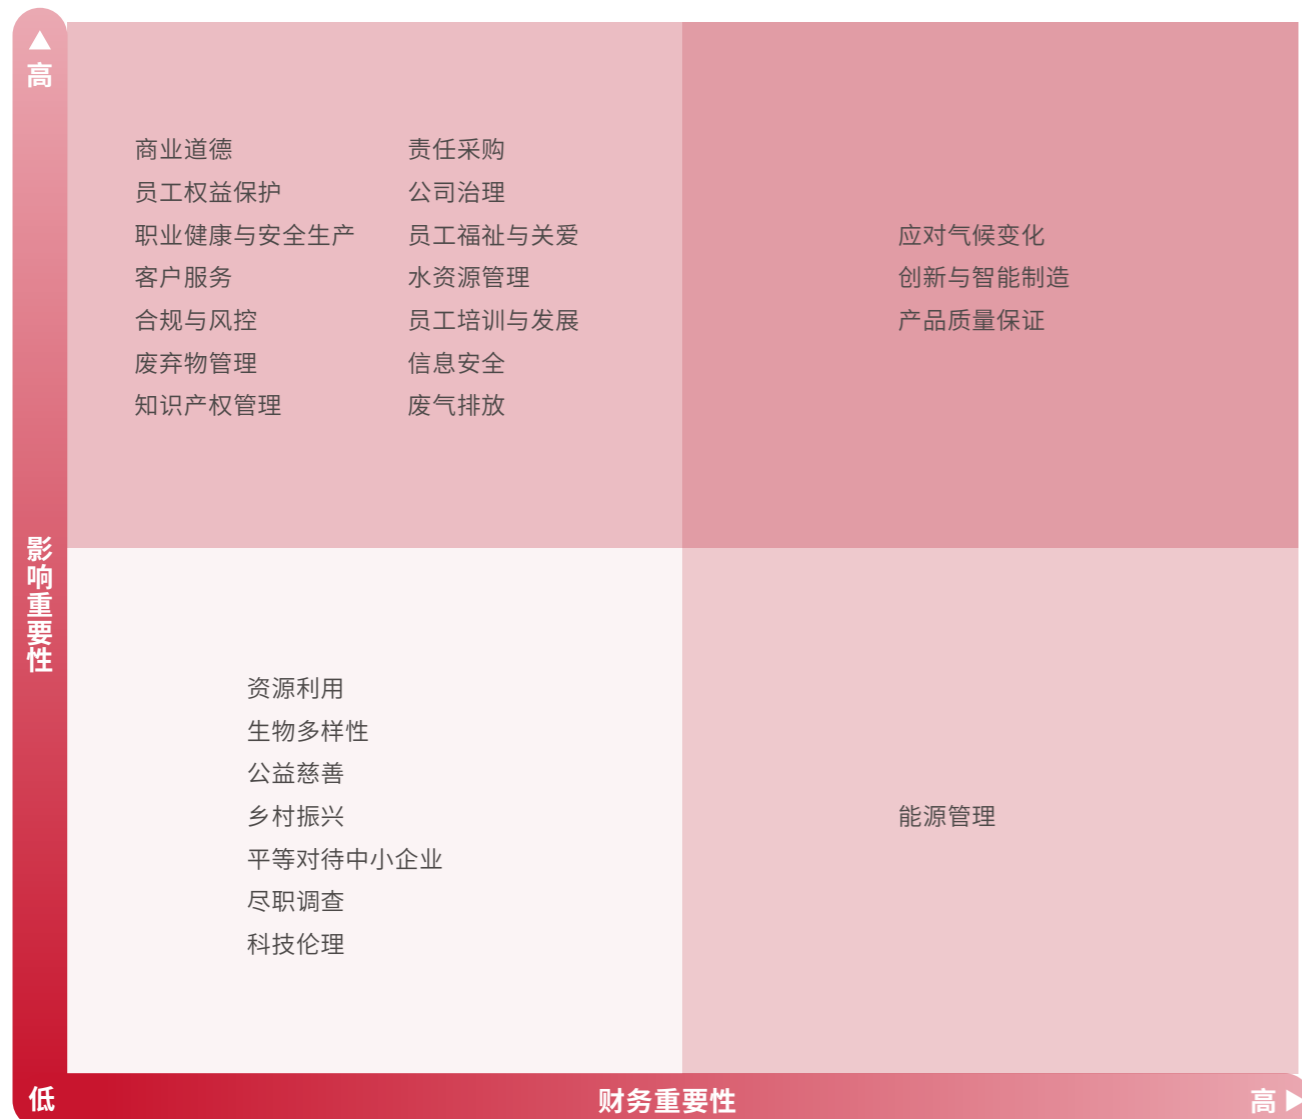 高
商业道德
员工权益保护
职业健康与安全生产
客户服务
合规与风控
废弃物管理
知识产权管理
责任采购
公司治理
员工福祉与关爱
水资源管理
员工培训与发展
信息安全
废气排放
应对气候变化
创新与智能制造
产品质量保证
影响重要性
资源利用
生物多样性
公益慈善
乡村振兴
平等对待中小企业
尽职调查
科技伦理
能源管理
低
财务重要性
高